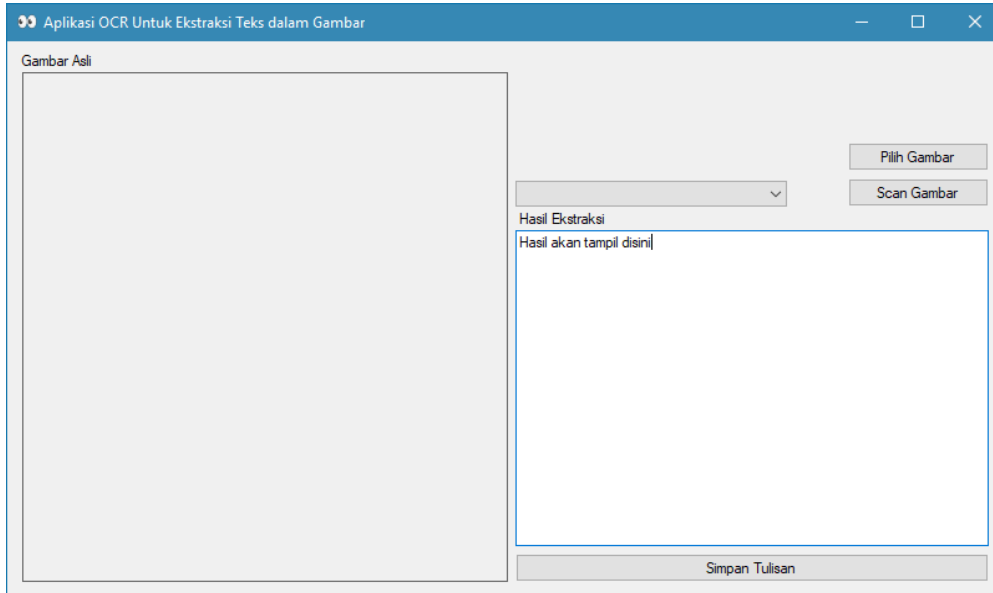 Aplikasi OCR Untuk Ekstraksi Teks dalam Gambar
Gambar Asli
Pilih Gambar
Scan Gambar
Hasil Ekstraksi
Hasil akan tampil disini
Simpan Tulisan